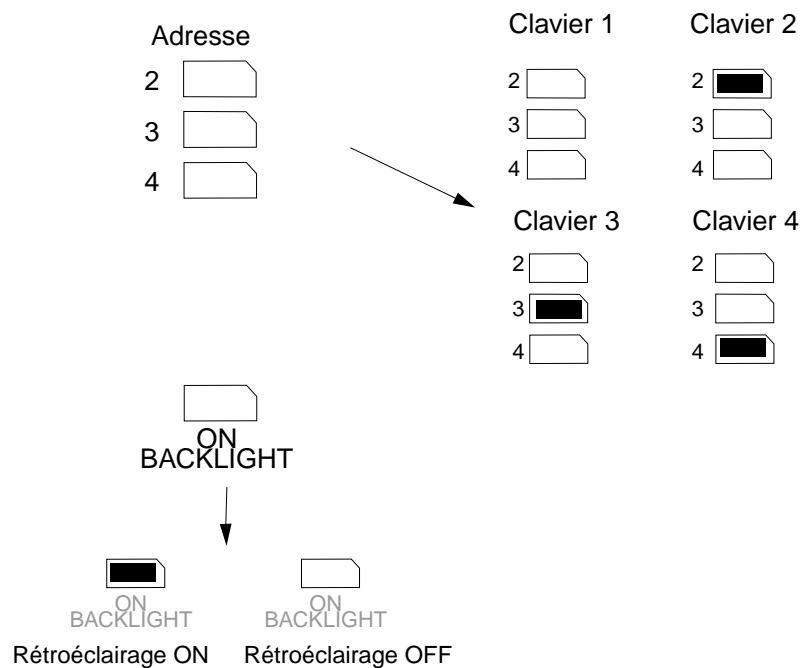 Adresse
2
3
4
Clavier 1
2
3
4
Clavier 2
2
3
4
Clavier 3
2
3
4
Clavier 4
2
3
4
ON
BACKLIGHT
ON
BACKLIGHT
Rétroéclairage ON
ON
BACKLIGHT
Rétroéclairage OFF